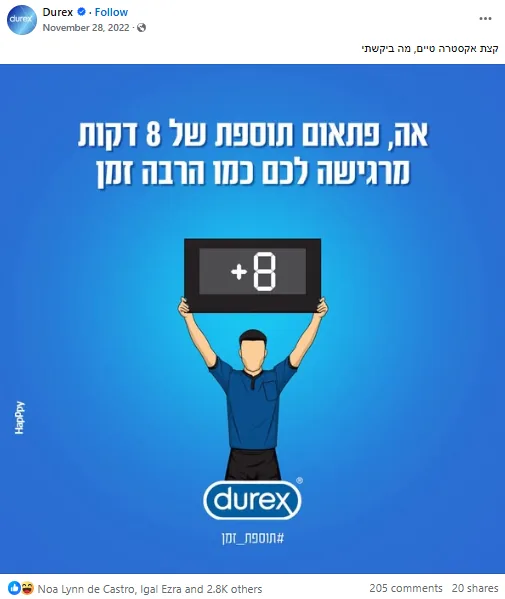 Durex · Follow
November 28, 2022 ·
קצת אקסטרה טיים, מה ביקשתי
אה, פתאום תוספת של 8 דקות
מרגישה לכם כמו הרבה זמן
+8
HapPpy
durex®
#תוספת_זמן
Noa Lynn de Castro, Igal Ezra and 2.8K others
205 comments 20 shares